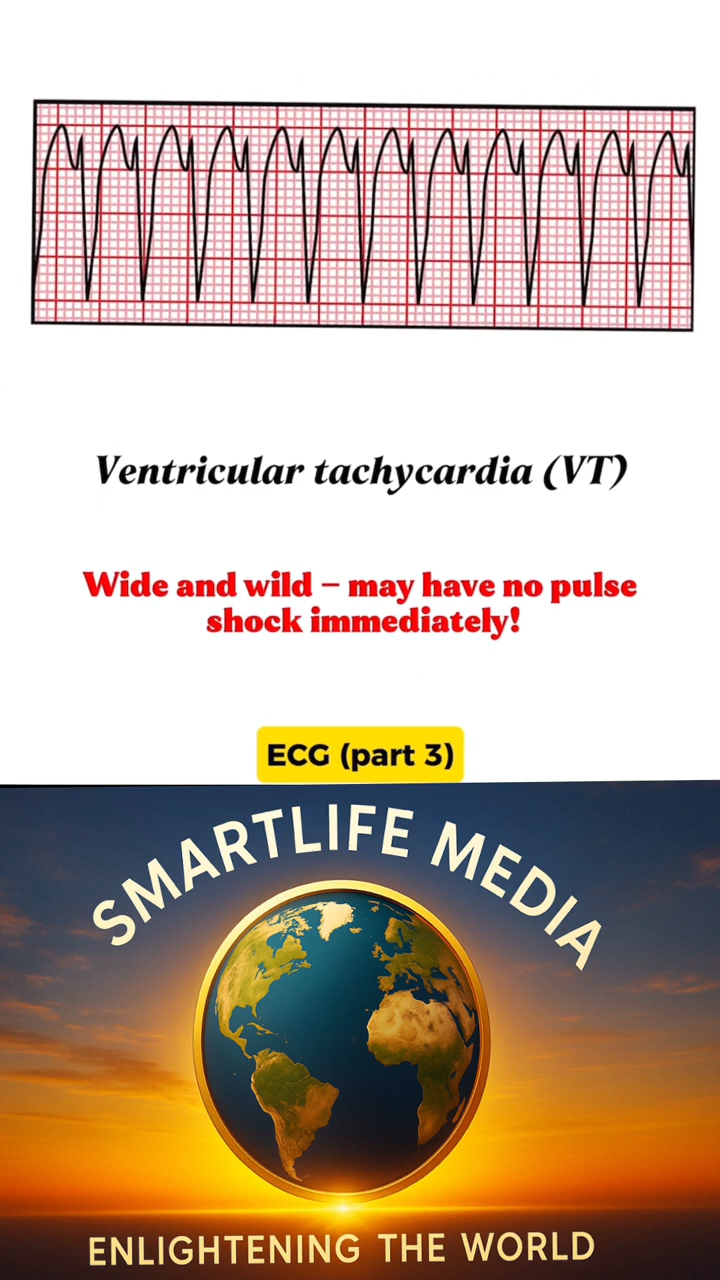 Ventricular tachycardia (VT)
Wide and wild – may have no pulse
shock immediately!
ECG (part 3)
SMARTLIFE MEDIA
ENLIGHTENING THE WORLD